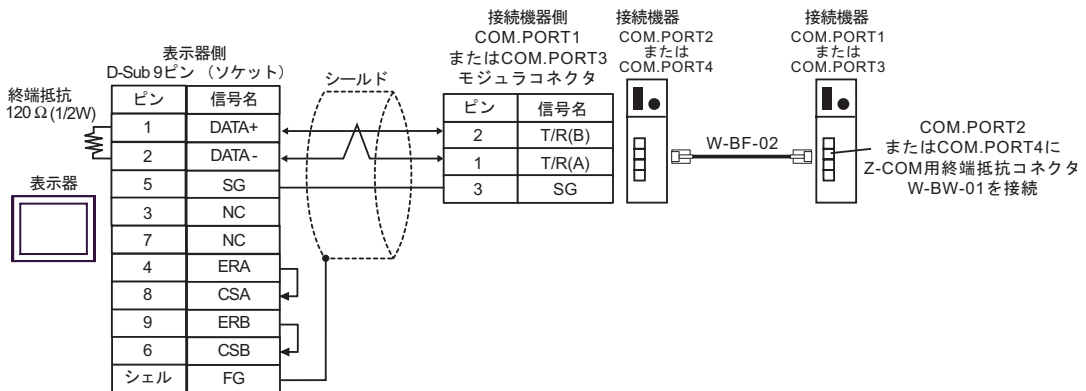 表示器側
D-Sub 9ピン （ソケット）
終端抵抗
120 Ω (1/2W)
ピン 信号名
1 DATA+
2 DATA-
5 SG
3 NC
7 NC
4 ERA
8 CSA
9 ERB
6 CSB
シェル FG
表示器
シールド
接続機器側
COM.PORT1
またはCOM.PORT3
モジュラコネクタ
ピン 信号名
2 T/R(B)
1 T/R(A)
3 SG
接続機器
COM.PORT2
または
COM.PORT4
W-BF-02
接続機器
COM.PORT1
または
COM.PORT3
COM.PORT2
またはCOM.PORT4に
Z-COM用終端抵抗コネクタ
W-BW-01を接続